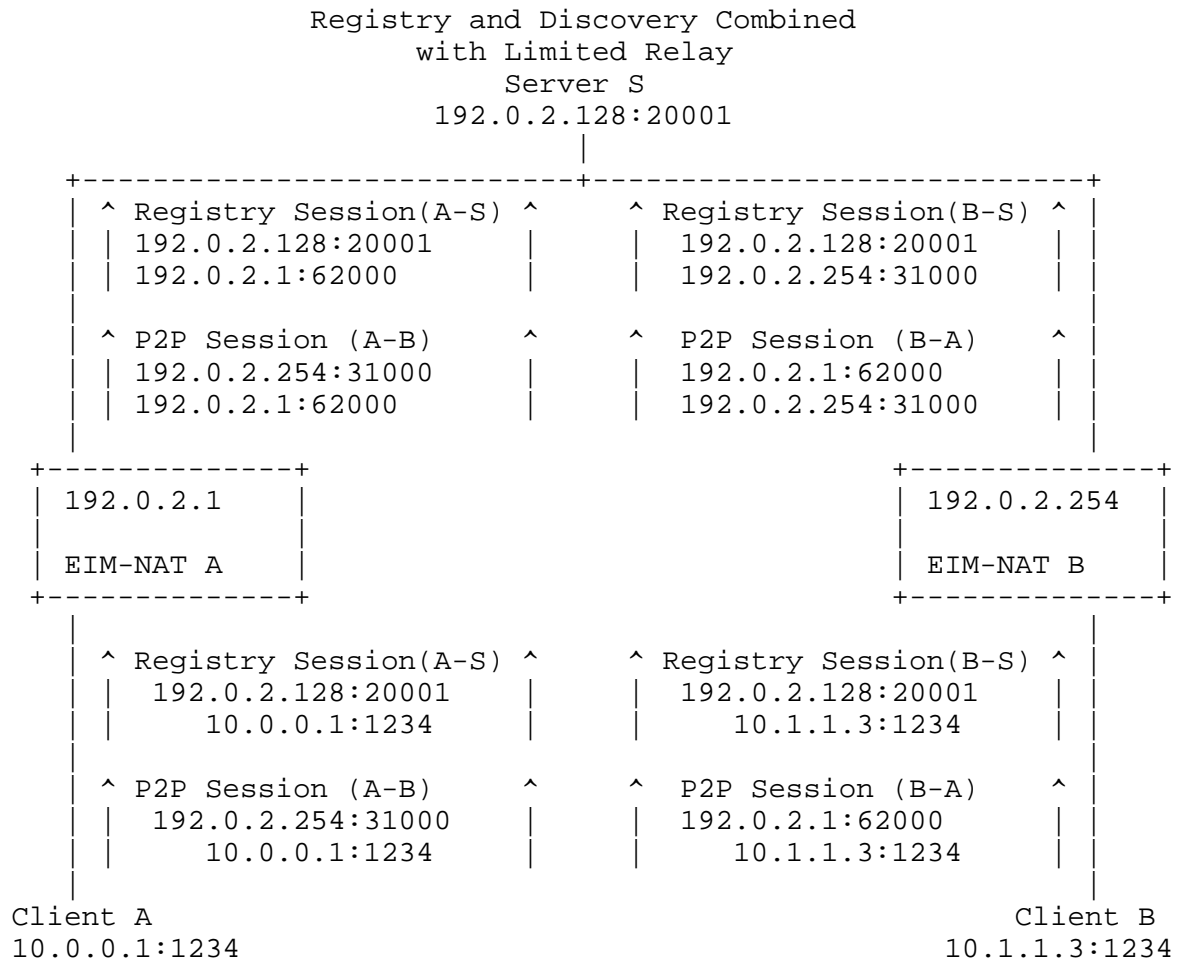 Registry and Discovery Combined
with Limited Relay
Server S
192.0.2.128:20001
^ Registry Session(A-S) ^ ^ Registry Session(B-S) ^
192.0.2.128:20001 192.0.2.128:20001
192.0.2.1:62000 192.0.2.254:31000
^ P2P Session (A-B) ^ ^ P2P Session (B-A) ^
192.0.2.254:31000 192.0.2.1:62000
192.0.2.1:62000 192.0.2.254:31000
192.0.2.1 192.0.2.254
EIM-NAT A EIM-NAT B
^ Registry Session(A-S) ^ ^ Registry Session(B-S) ^
192.0.2.128:20001 192.0.2.128:20001
10.0.0.1:1234 10.1.1.3:1234
^ P2P Session (A-B) ^ ^ P2P Session (B-A) ^
192.0.2.254:31000 192.0.2.1:62000
10.0.0.1:1234 10.1.1.3:1234
Client A Client B
10.0.0.1:1234 10.1.1.3:1234